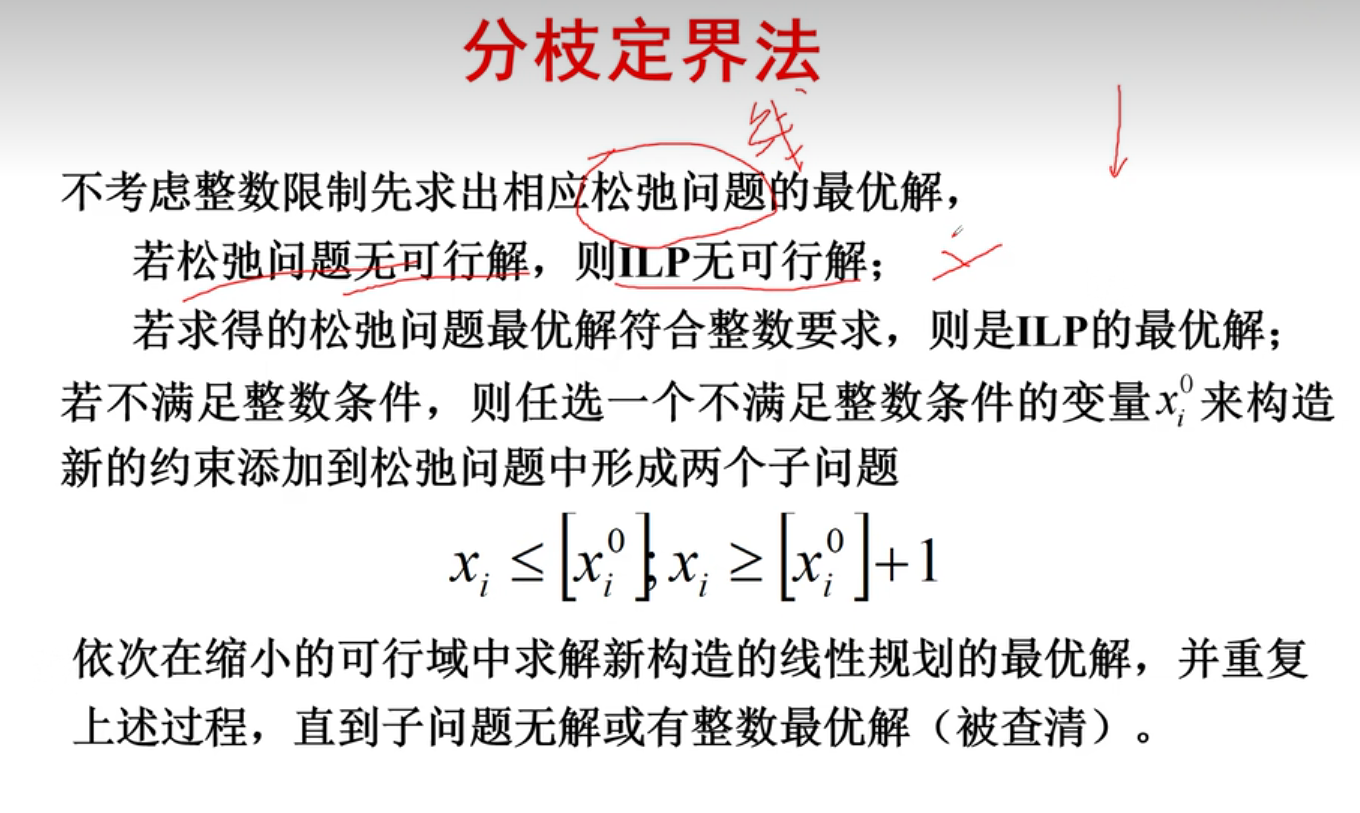 分枝定界法
线
不考虑整数限制先求出相应松弛问题的最优解，
若松弛问题无可行解，则ILP无可行解；
若求得的松弛问题最优解符合整数要求，则是ILP的最优解；
若不满足整数条件，则任选一个不满足整数条件的变量x_i^0来构造
新的约束添加到松弛问题中形成两个子问题
x_i ≤ [x_i^0]; x_i ≥ [x_i^0]+1
依次在缩小的可行域中求解新构造的线性规划的最优解，并重复
上述过程，直到子问题无解或有整数最优解（被查清）。